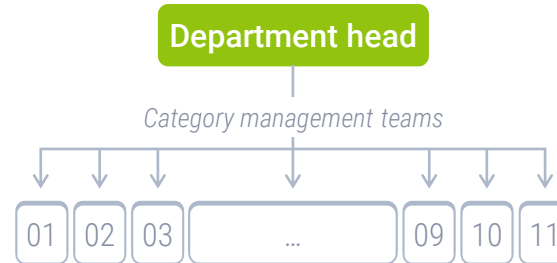 Department head
Category management teams
01 02 03 ... 09 10 11